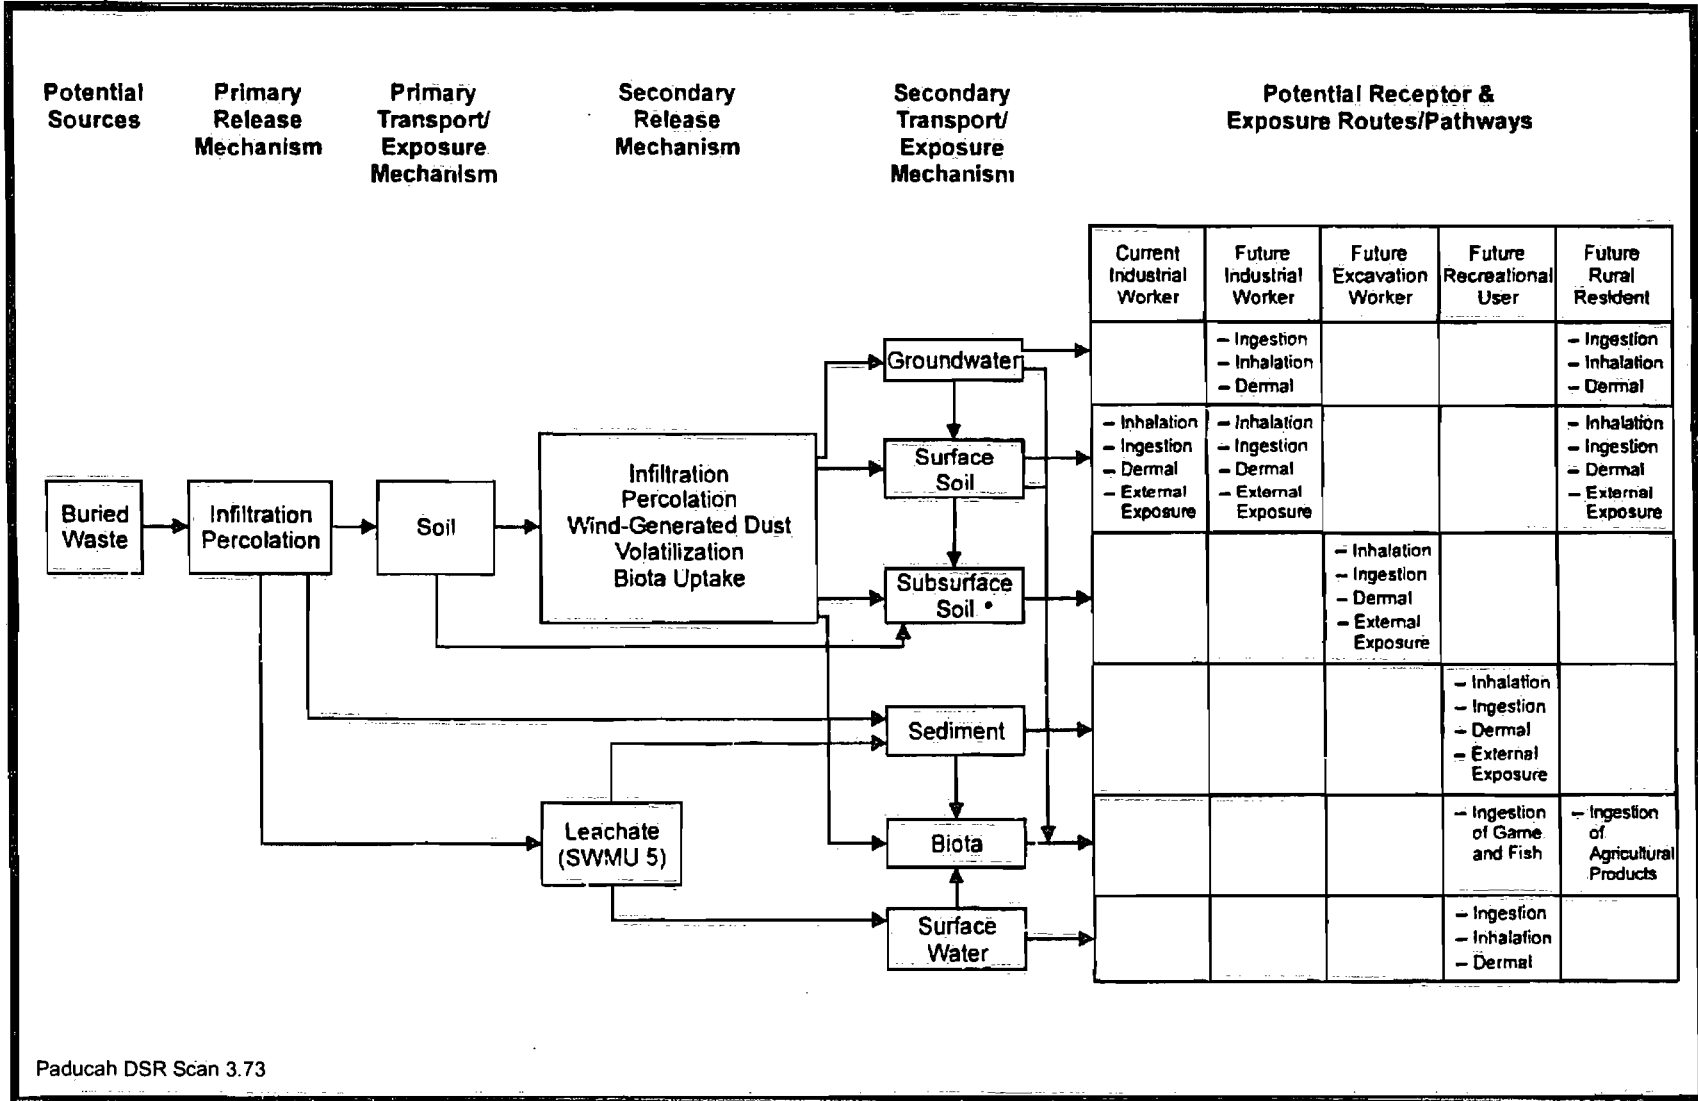 Potential
Sources
Primary
Release
Mechanism
Primary
Transport/
Exposure
Mechanism
Secondary
Release
Mechanism
Secondary
Transport/
Exposure
Mechanism
Potential Receptor &
Exposure Routes/Pathways
Current
Industrial
Worker
Future
Industrial
Worker
Future
Excavation
Worker
Future
Recreational
User
Future
Rural
Resident
Buried
Waste
Infiltration
Percolation
Soil
Infiltration
Percolation
Wind-Generated Dust
Volatilization
Biota Uptake
Leachate
(SWMU 5)
Groundwater
– Ingestion
– Inhalation
– Dermal
– Ingestion
– Inhalation
– Dermal
Surface
Soil
– Inhalation
– Ingestion
– Dermal
– External
Exposure
– Inhalation
– Ingestion
– Dermal
– External
Exposure
– Inhalation
– Ingestion
– Dermal
– External
Exposure
Subsurface
Soil
– Inhalation
– Ingestion
– Dermal
– External
Exposure
Sediment
– Inhalation
– Ingestion
– Dermal
– External
Exposure
Biota
– Ingestion
of Game
and Fish
– Ingestion
of
Agricultural
Products
Surface
Water
– Ingestion
– Inhalation
– Dermal
Paducah DSR Scan 3.73